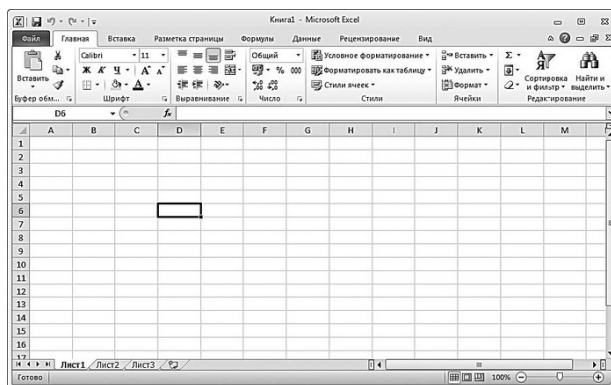 Книга1 - Microsoft Excel
Файл Главная Вставка Разметка страницы Формулы Данные Рецензирование Вид
Calibri 11 Общий Условное форматирование Вставить Σ
Вставить Ж К Ч A A % 000 Форматировать как таблицу Удалить Сортировка и фильтр Найти и выделить
Стили ячеек Формат
Буфер обм... Шрифт Выравнивание Число Стили Ячейки Редактирование
D6 fx
A B C D E F G H I J K L M
1
2
3
4
5
6
7
8
9
10
11
12
13
14
15
16
17
Лист1 Лист2 Лист3
Готово 100%